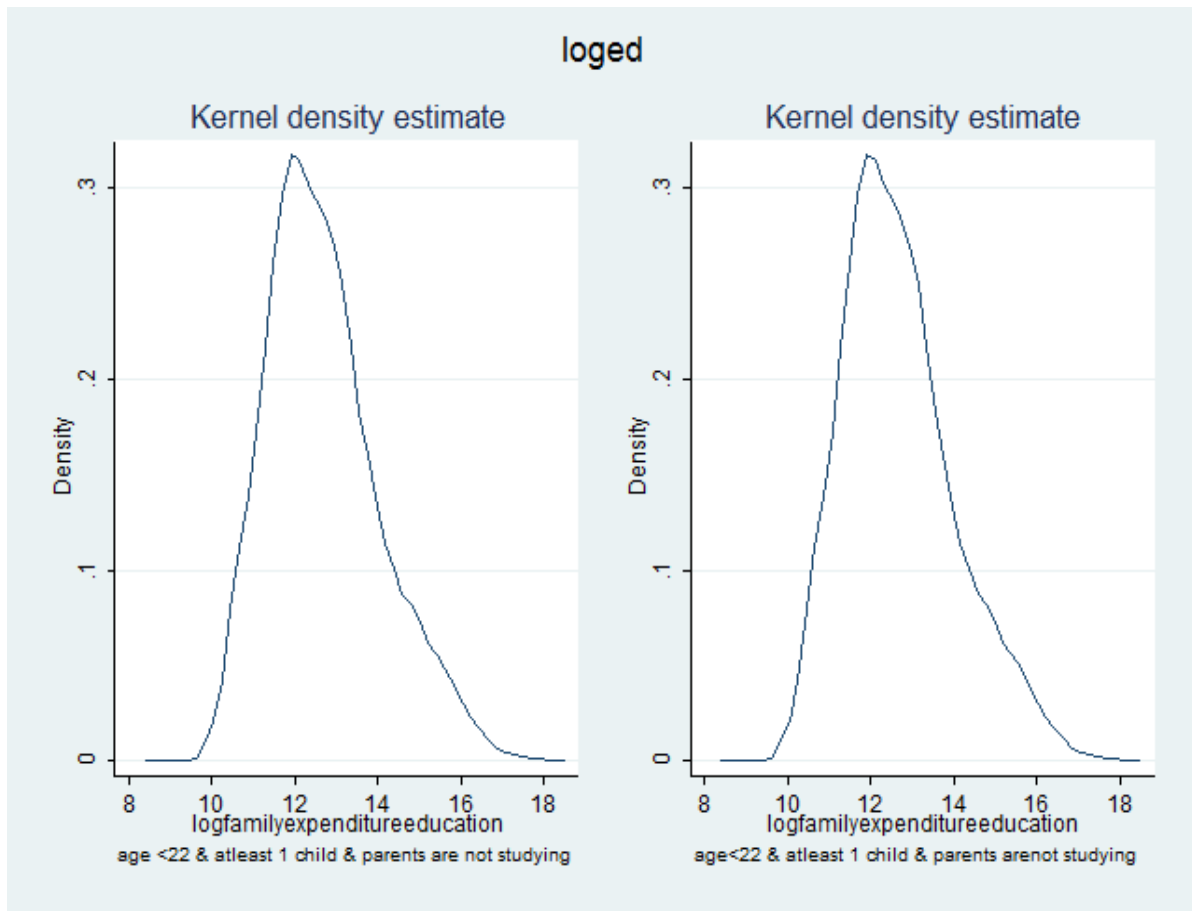 loged
Kernel density estimate
.3
.2
.1
0
Density
8 10 12 14 16 18
logfamilyexpenditureeducation
age <22 & atleast 1 child & parents are not studying
Kernel density estimate
.3
.2
.1
0
Density
8 10 12 14 16 18
logfamilyexpenditureeducation
age<22 & atleast 1 child & parents arenot studying